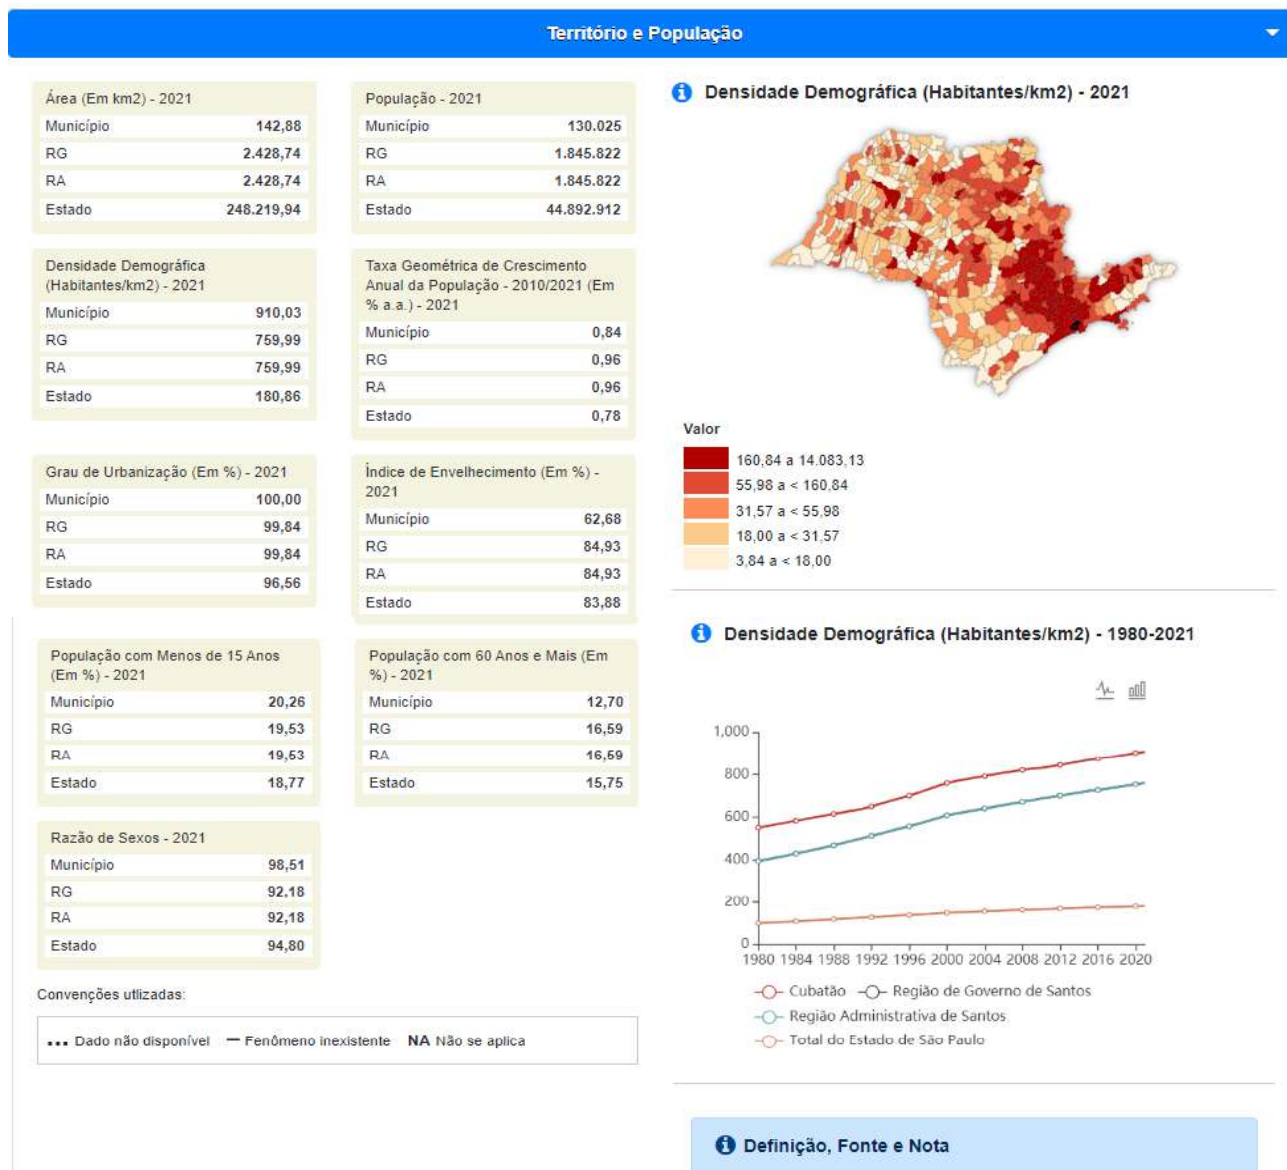 Território e População
Área (Em km2) - 2021
Município 142,88
RG 2.428,74
RA 2.428,74
Estado 248.219,94
População - 2021
Município 130.025
RG 1.845.822
RA 1.845.822
Estado 44.892.912
Densidade Demográfica
(Habitantes/km2) - 2021
Município 910,03
RG 759,99
RA 759,99
Estado 180,86
Taxa Geométrica de Crescimento
Anual da População - 2010/2021 (Em
% a.a.) - 2021
Município 0,84
RG 0,96
RA 0,96
Estado 0,78
Grau de Urbanização (Em %) - 2021
Município 100,00
RG 99,84
RA 99,84
Estado 96,56
Índice de Envelhecimento (Em %) -
2021
Município 62,68
RG 84,93
RA 84,93
Estado 83,88
População com Menos de 15 Anos
(Em %) - 2021
Município 20,26
RG 19,53
RA 19,53
Estado 18,77
População com 60 Anos e Mais (Em
%) - 2021
Município 12,70
RG 16,59
RA 16,59
Estado 15,75
Razão de Sexos - 2021
Município 98,51
RG 92,18
RA 92,18
Estado 94,80
Convenções utlizadas:
... Dado não disponível — Fenômeno inexistente NA Não se aplica
Densidade Demográfica (Habitantes/km2) - 2021
Valor
160,84 a 14.083,13
55,98 a < 160,84
31,57 a < 55,98
18,00 a < 31,57
3,84 a < 18,00
Densidade Demográfica (Habitantes/km2) - 1980-2021
1,000
800
600
400
200
0
1980 1984 1988 1992 1996 2000 2004 2008 2012 2016 2020
Cubatão Região de Governo de Santos
Região Administrativa de Santos
Total do Estado de São Paulo
Definição, Fonte e Nota